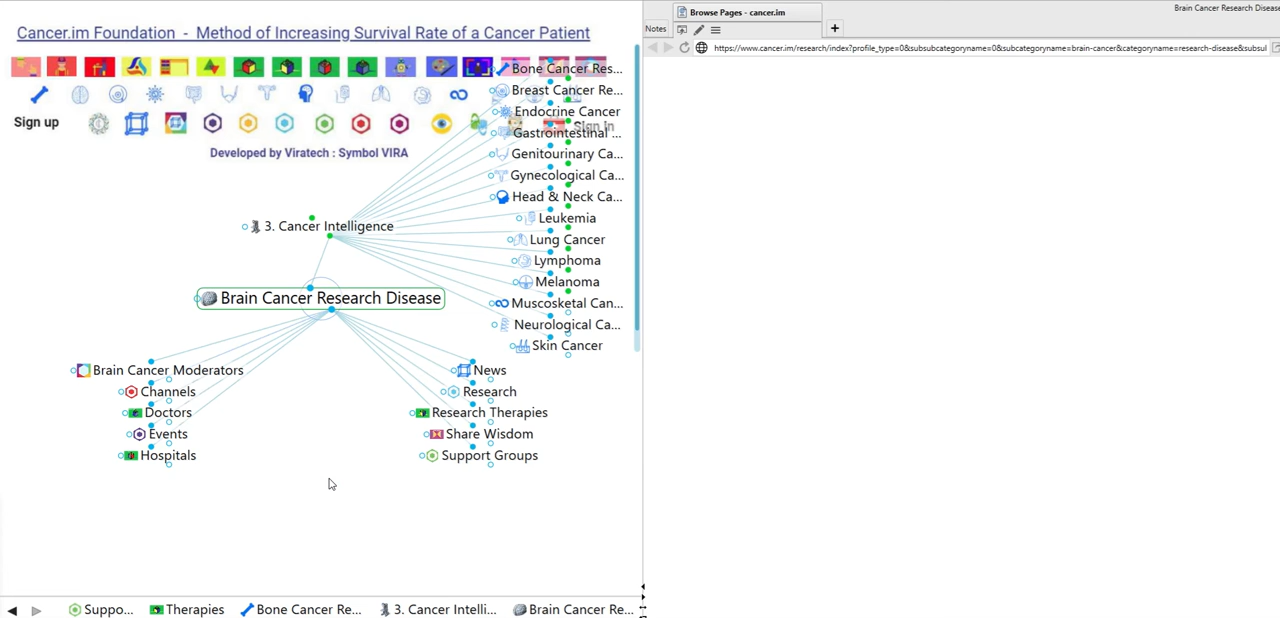 Cancer.im Foundation - Method of Increasing Survival Rate of a Cancer Patient
Sign up
Sign in
Developed by Viratech : Symbol VIRA
Bone Cancer Res...
Breast Cancer Re...
Endocrine Cancer
Gastrointestinal ...
Genitourinary Ca...
Gynecological Ca...
Head & Neck Ca...
Leukemia
Lung Cancer
Lymphoma
Melanoma
Muscosketal Can...
Neurological Ca...
Skin Cancer
3. Cancer Intelligence
Brain Cancer Research Disease
Brain Cancer Moderators
Channels
Doctors
Events
Hospitals
News
Research
Research Therapies
Share Wisdom
Support Groups
Suppo...
Therapies
Bone Cancer Re...
3. Cancer Intelli...
Brain Cancer Re...
Brain Cancer Research Disease
Notes
Browse Pages - cancer.im
https://www.cancer.im/research/index?profile_type=0&subsubcategoryname=0&subcategoryname=brain-cancer&categoryname=research-disease&subsul